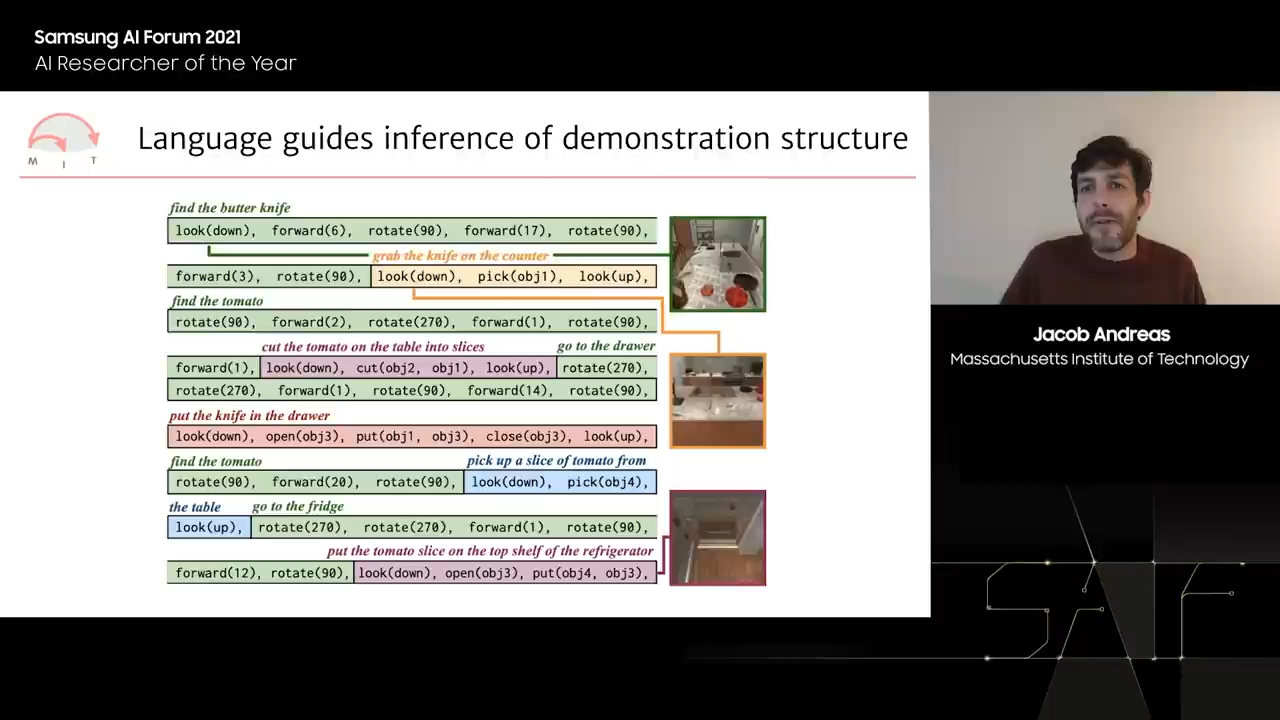 Samsung AI Forum 2021
AI Researcher of the Year
M I T
Language guides inference of demonstration structure
find the butter knife
look(down), forward(6), rotate(90), forward(17), rotate(90),
grab the knife on the counter
forward(3), rotate(90), look(down), pick(obj1), look(up),
find the tomato
rotate(90), forward(2), rotate(270), forward(1), rotate(90),
cut the tomato on the table into slices go to the drawer
forward(1), look(down), cut(obj2, obj1), look(up), rotate(270),
rotate(270), forward(1), rotate(90), forward(14), rotate(90),
put the knife in the drawer
look(down), open(obj3), put(obj1, obj3), close(obj3), look(up),
find the tomato pick up a slice of tomato from
rotate(90), forward(20), rotate(90), look(down), pick(obj4),
the table go to the fridge
look(up), rotate(270), rotate(270), forward(1), rotate(90),
put the tomato slice on the top shelf of the refrigerator
forward(12), rotate(90), look(down), open(obj3), put(obj4, obj3),
Jacob Andreas
Massachusetts Institute of Technology
SAIF